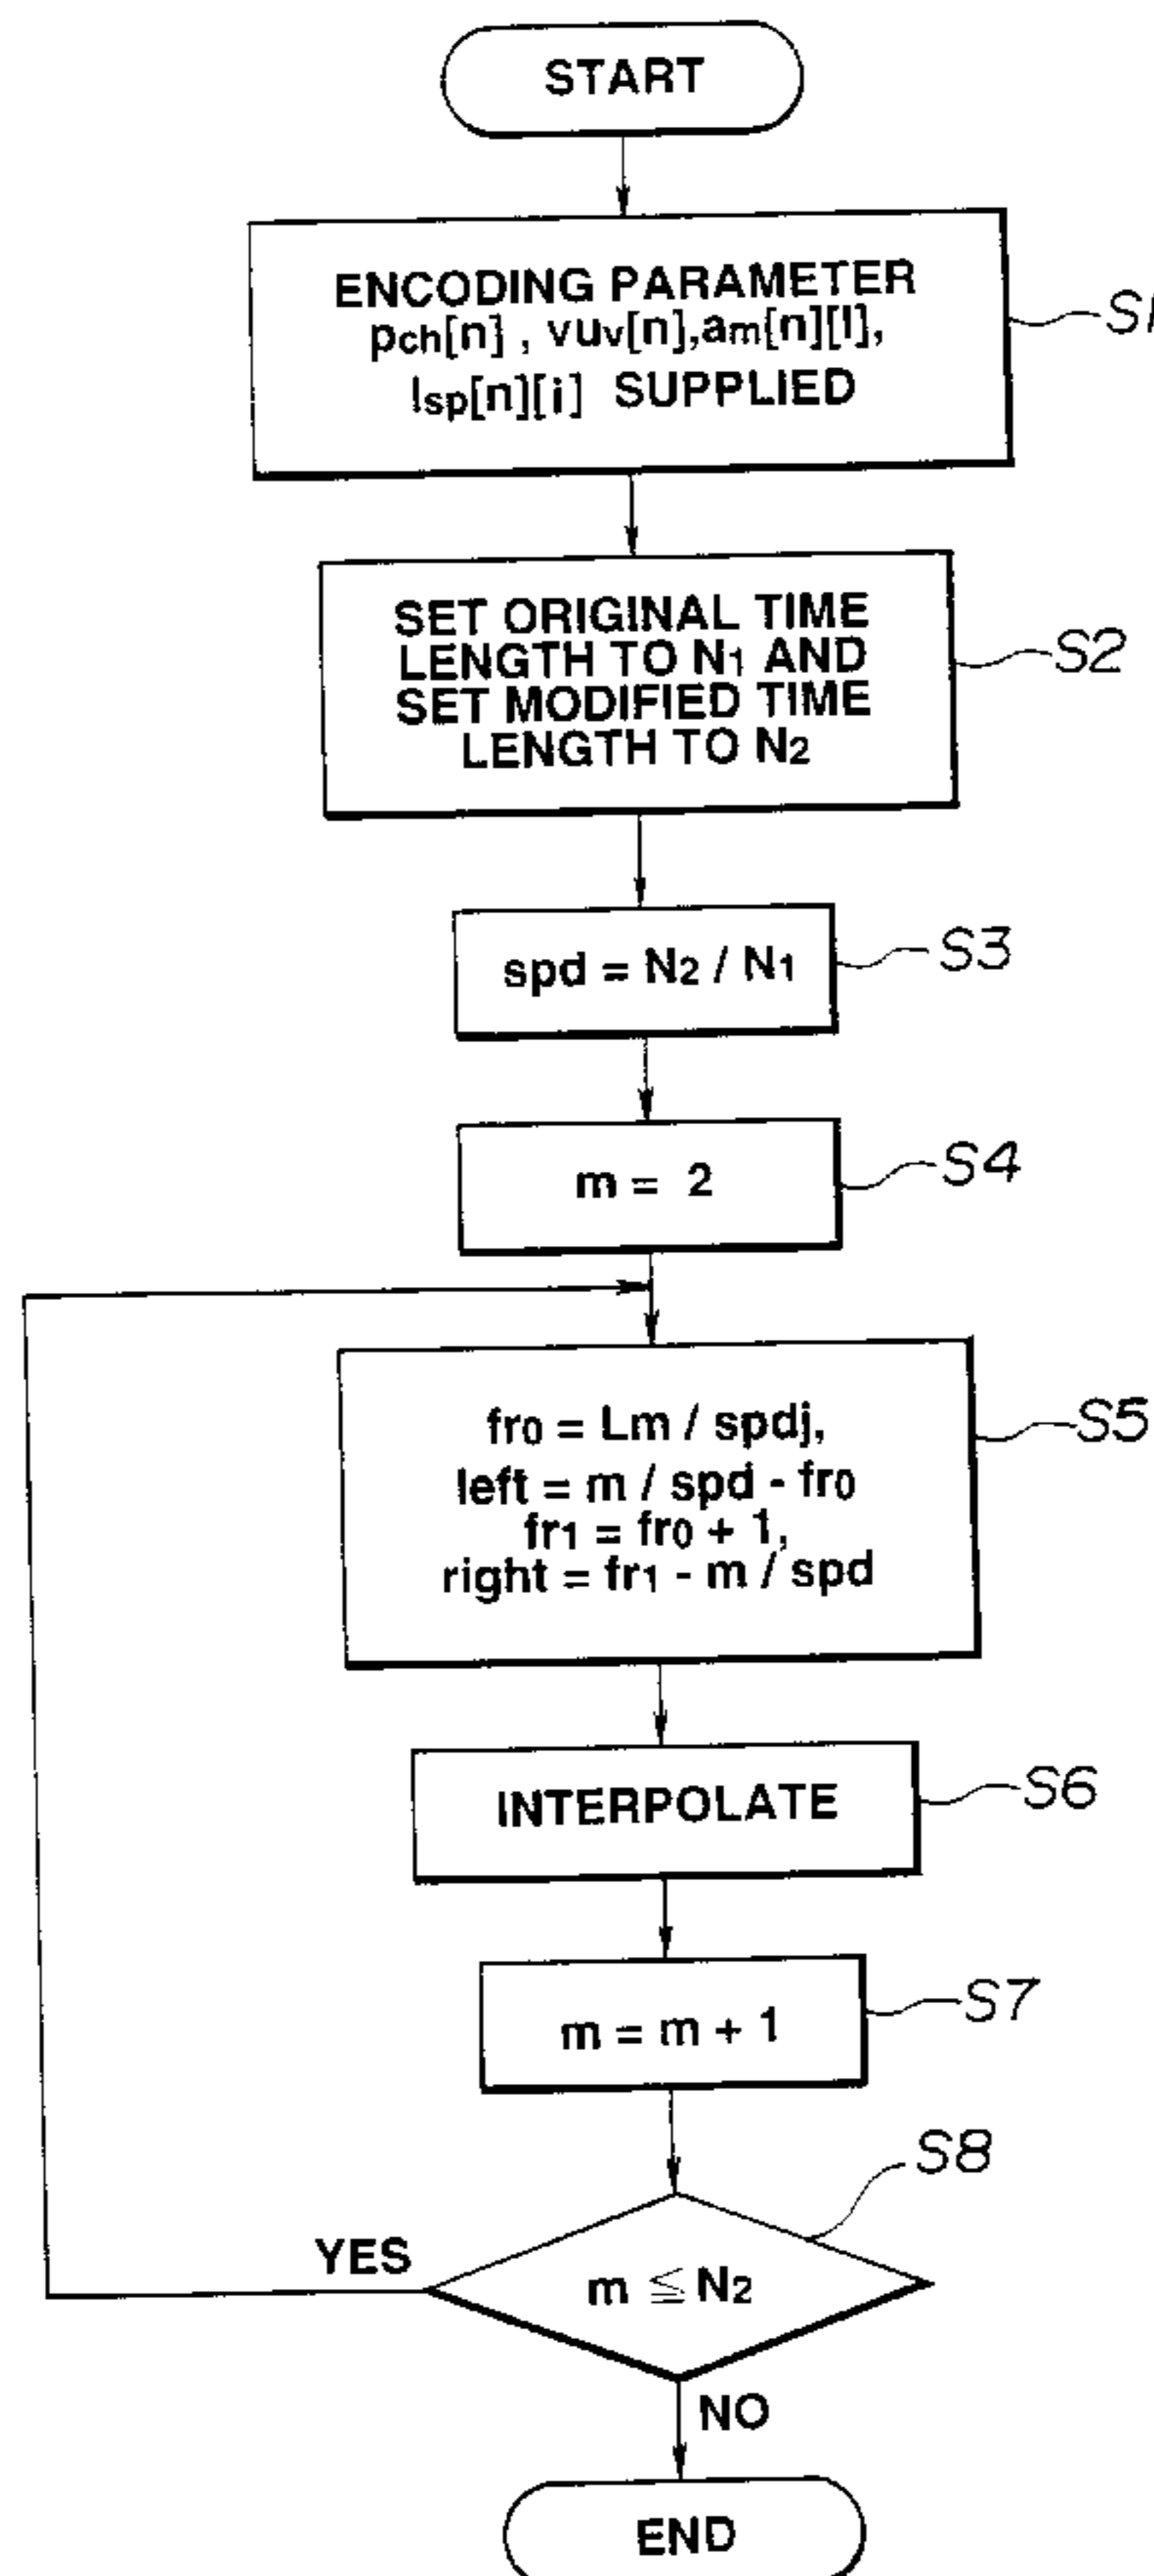 START
ENCODING PARAMETER
pch[n] , vuv[n],am[n][l],
lsp[n][i] SUPPLIED
S1
SET ORIGINAL TIME
LENGTH TO N1 AND
SET MODIFIED TIME
LENGTH TO N2
S2
spd = N2 / N1
S3
m = 2
S4
fr0 = Lm / spdj,
left = m / spd - fr0
fr1 = fr0 + 1,
right = fr1 - m / spd
S5
INTERPOLATE
S6
m = m + 1
S7
S8
YES
m ≦ N2
NO
END